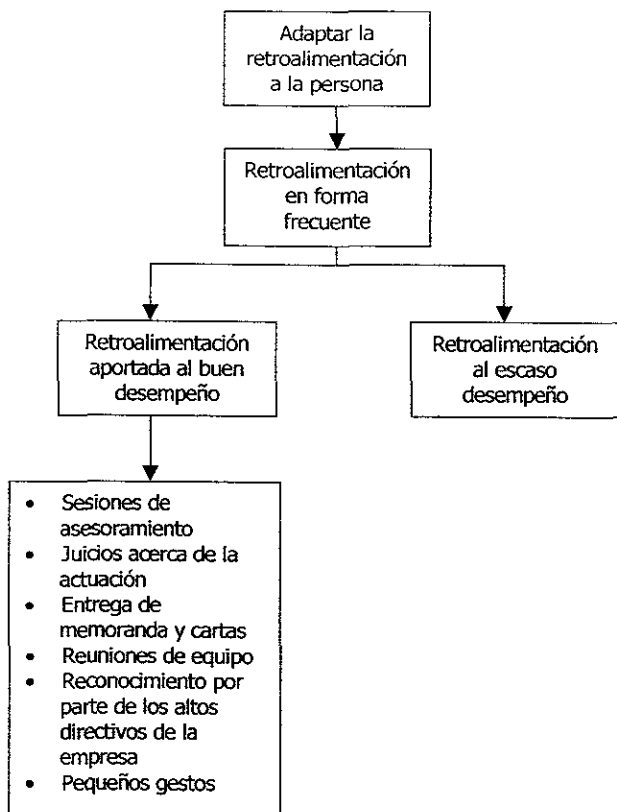 Adaptar la
retroalimentación
a la persona
Retroalimentación
en forma
frecuente
Retroalimentación
aportada al buen
desempeño
Retroalimentación
al escaso
desempeño
• Sesiones de
asesoramiento
• Juicios acerca de la
actuación
• Entrega de
memoranda y cartas
• Reuniones de equipo
• Reconocimiento por
parte de los altos
directivos de la
empresa
• Pequeños gestos